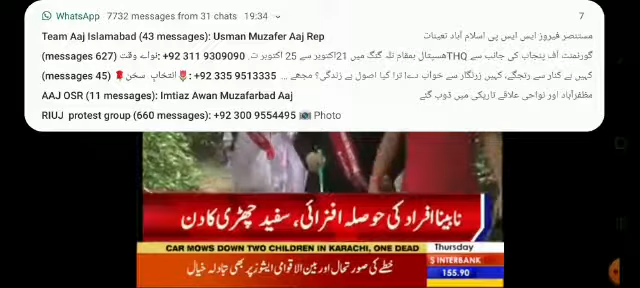 WhatsApp 7732 messages from 31 chats 19:34 7
Team Aaj Islamabad (43 messages): Usman Muzafer Aaj Rep مستنصر فیروز ایس ایس پی اسلام آباد تعینات
(messages 627) نوائے وقت: +92 311 9309090 گورنمنٹ آف پنجاب کی جانب سے THQ ھسپتال بمقام تلہ گنگ میں 21اکتوبر سے 25 اکتوبر ت.
(messages 45) 🌹انتخابِ سخن🌹: +92 335 9513335 کہیں بے کنار سے رتجگے، کہیں زرنگار سے خواب دے! ترا کیا اصول ہے زندگی؟ مجھے ...
AAJ OSR (11 messages): Imtiaz Awan Muzafarbad Aaj مظفرآباد اور نواحی علاقے تاریکی میں ڈوب گئے
RIUJ protest group (660 messages): +92 300 9554495 📷 Photo
نابینا افراد کی حوصلہ افزائی، سفید چھڑی کا دن
CAR MOWS DOWN TWO CHILDREN IN KARACHI, ONE DEAD
Thursday
$ INTERBANK
155.90
خطے کی صورتحال اور بین الاقوامی ایشوز پر بھی تبادلہ خیال